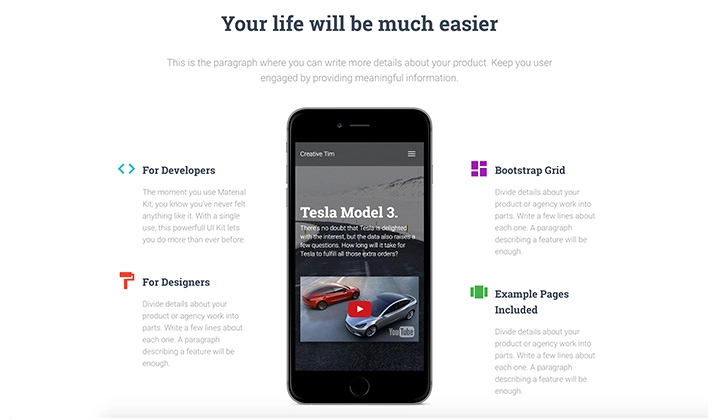 Your life will be much easier
This is the paragraph where you can write more details about your product. Keep you user
engaged by providing meaningful information.
For Developers
The moment you use Material
Kit, you know you've never felt
anything like it. With a single
use, this powerfull UI Kit lets
you do more than ever before.
For Designers
Divide details about your
product or agency work into
parts. Write a few lines about
each one. A paragraph
describing a feature will be
enough.
Creative Tim
Tesla Model 3.
There's no doubt that Tesla is delighted
with the interest, but the data also raises a
few questions. How long will it take for
Tesla to fulfill all those extra orders?
YouTube
Bootstrap Grid
Divide details about your
product or agency work into
parts. Write a few lines about
each one. A paragraph
describing a feature will be
enough.
Example Pages
Included
Divide details about your
product or agency work into
parts. Write a few lines about
each one. A paragraph
describing a feature will be
enough.